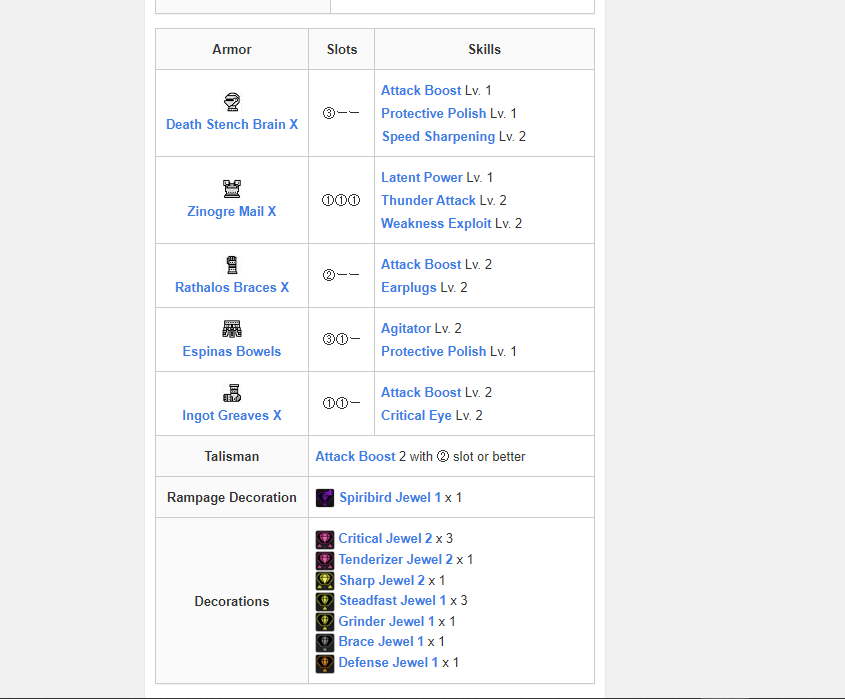 Armor Slots Skills
Death Stench Brain X ③ーー Attack Boost Lv. 1
Protective Polish Lv. 1
Speed Sharpening Lv. 2
Zinogre Mail X ①①① Latent Power Lv. 1
Thunder Attack Lv. 2
Weakness Exploit Lv. 2
Rathalos Braces X ②ーー Attack Boost Lv. 2
Earplugs Lv. 2
Espinas Bowels ③①ー Agitator Lv. 2
Protective Polish Lv. 1
Ingot Greaves X ①①ー Attack Boost Lv. 2
Critical Eye Lv. 2
Talisman Attack Boost 2 with ② slot or better
Rampage Decoration Spiribird Jewel 1 x 1
Decorations Critical Jewel 2 x 3
Tenderizer Jewel 2 x 1
Sharp Jewel 2 x 1
Steadfast Jewel 1 x 3
Grinder Jewel 1 x 1
Brace Jewel 1 x 1
Defense Jewel 1 x 1